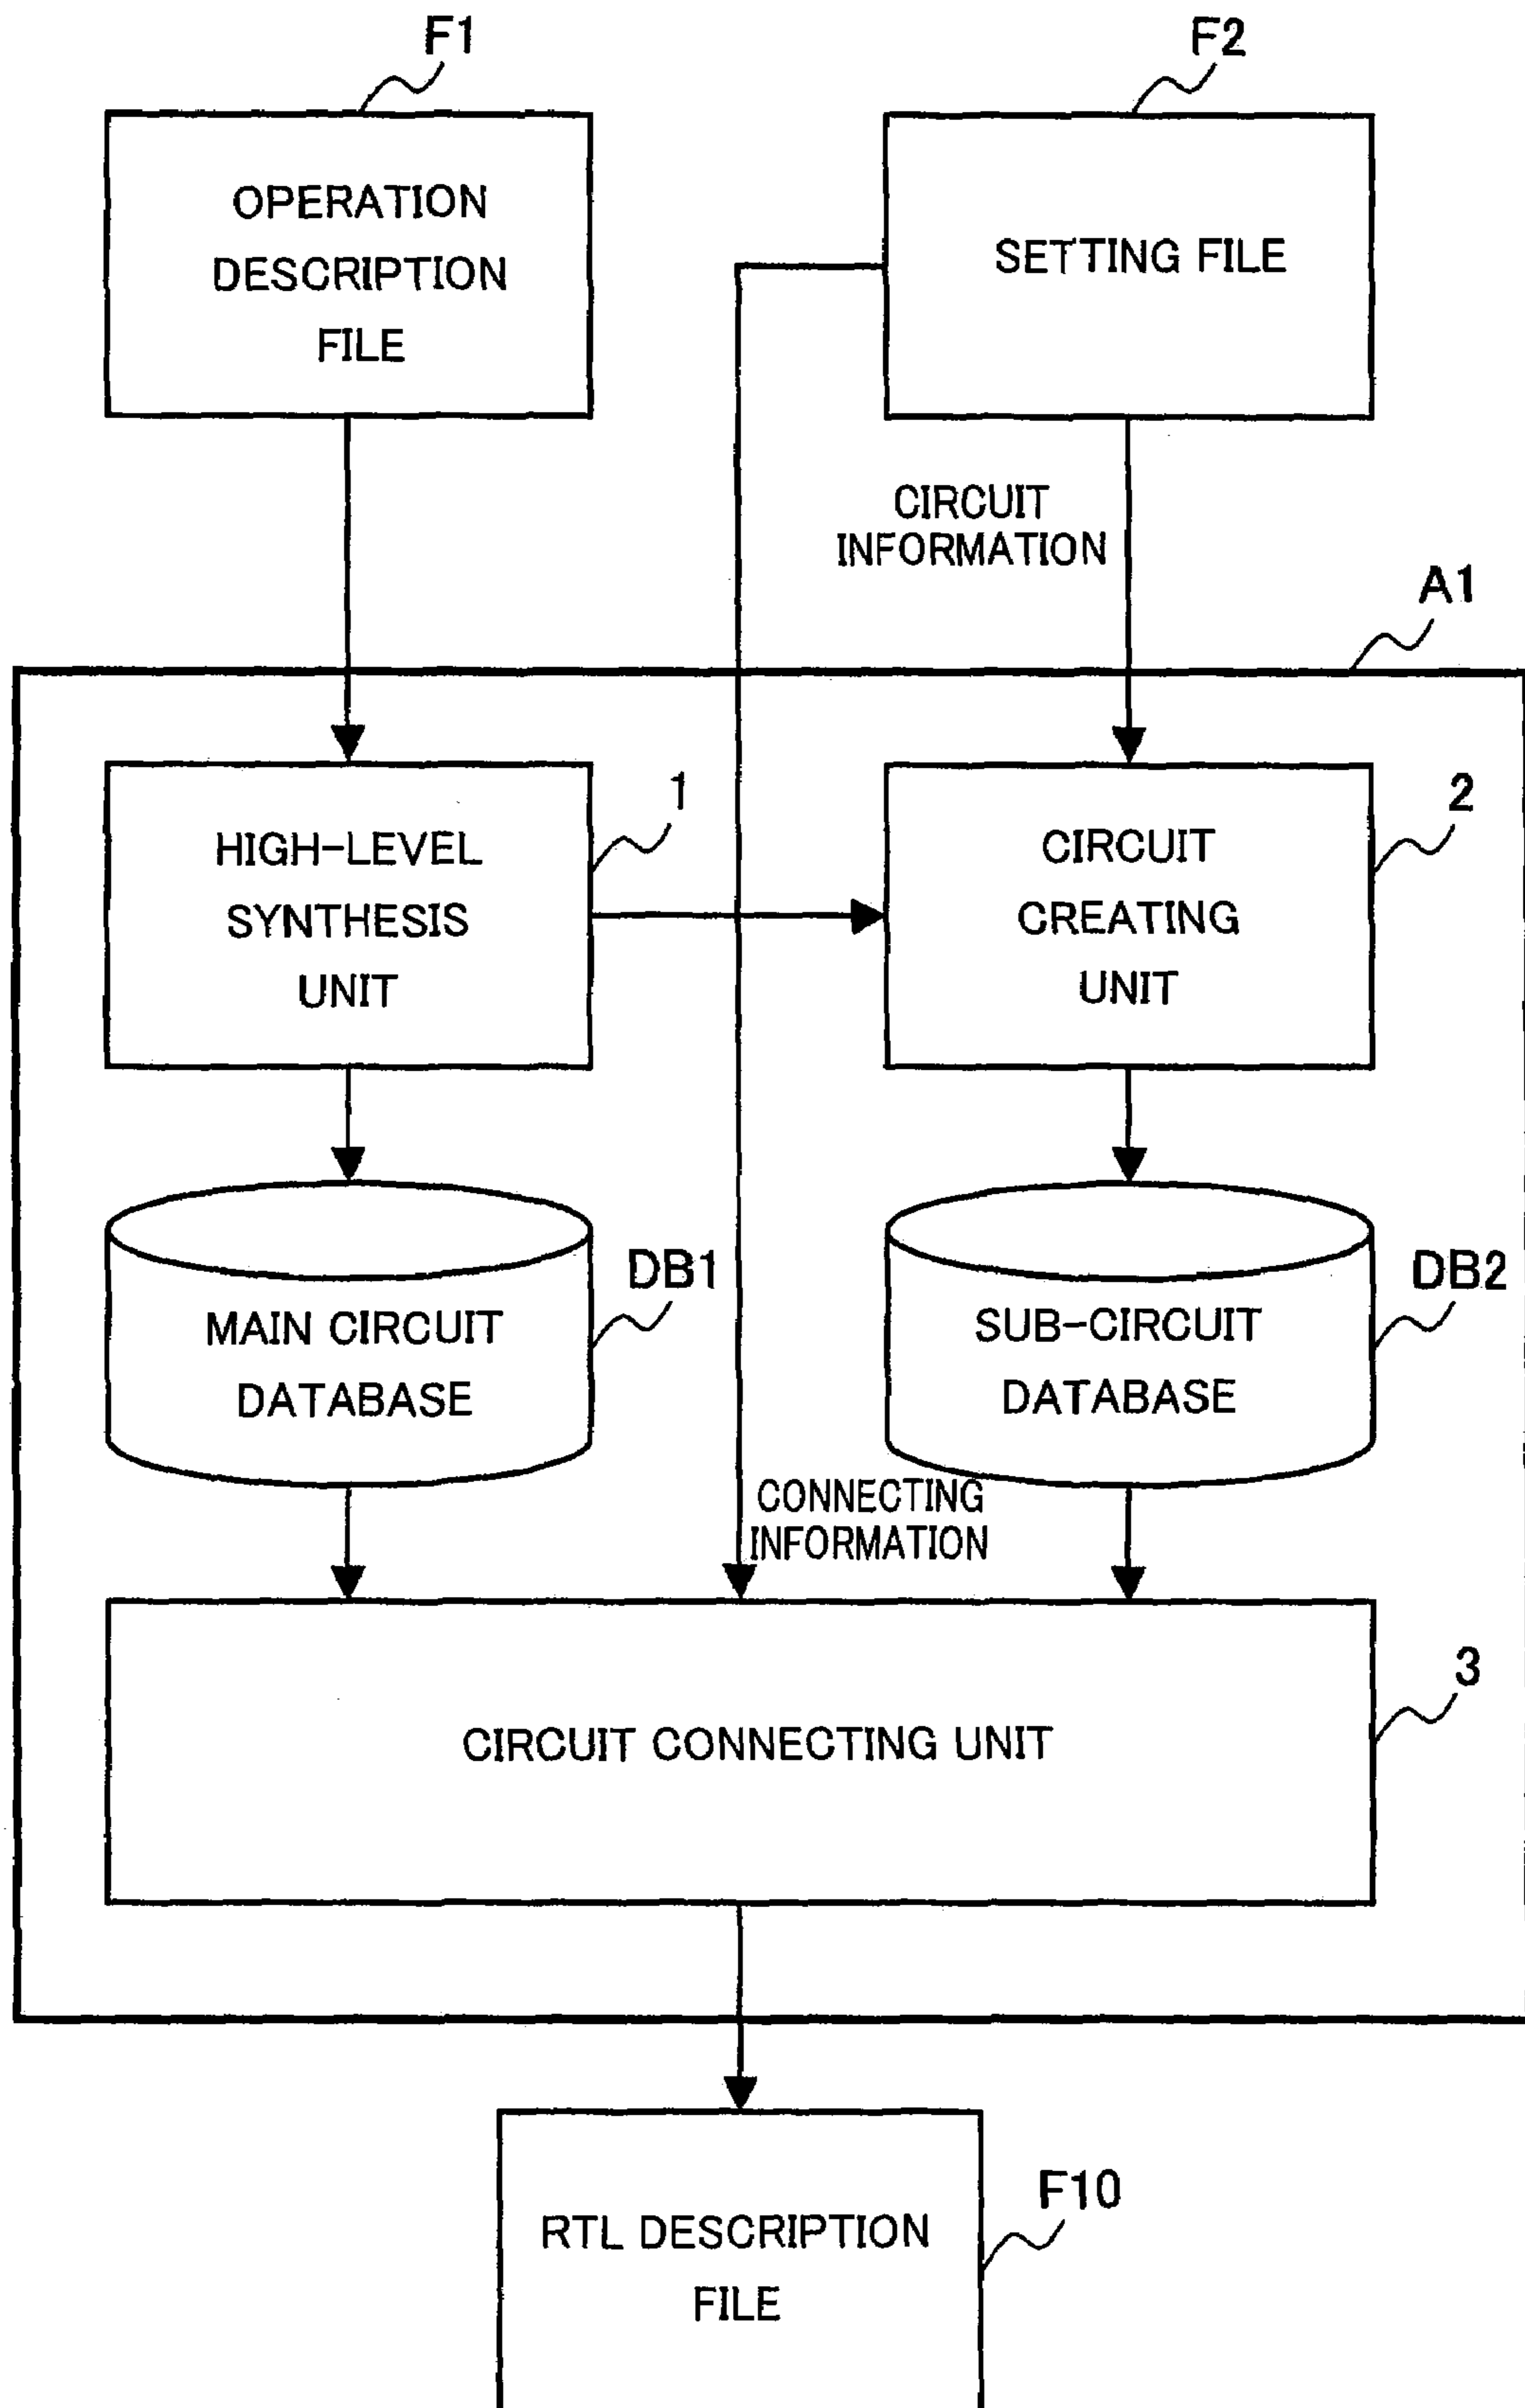 F1
F2
OPERATION
DESCRIPTION
FILE
SETTING FILE
CIRCUIT
INFORMATION
A1
1
2
HIGH-LEVEL
SYNTHESIS
UNIT
CIRCUIT
CREATING
UNIT
DB1
DB2
MAIN CIRCUIT
DATABASE
SUB-CIRCUIT
DATABASE
CONNECTING
INFORMATION
3
CIRCUIT CONNECTING UNIT
F10
RTL DESCRIPTION
FILE